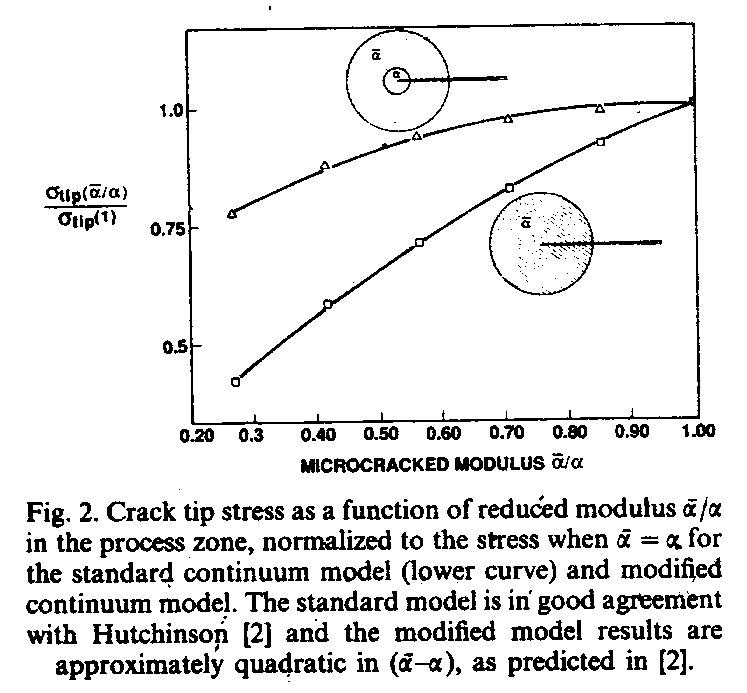 ᾱ
α
1.0
σtip(ᾱ/α)
σtip(1)
0.75
ᾱ
0.5
0.20 0.3 0.40 0.50 0.60 0.70 0.80 0.90 1.00
MICROCRACKED MODULUS ᾱ/α
Fig. 2. Crack tip stress as a function of reduced modulus ᾱ/α
in the process zone, normalized to the stress when ᾱ = α for
the standard continuum model (lower curve) and modified
continuum model. The standard model is in good agreement
with Hutchinson [2] and the modified model results are
approximately quadratic in (ᾱ–α), as predicted in [2].